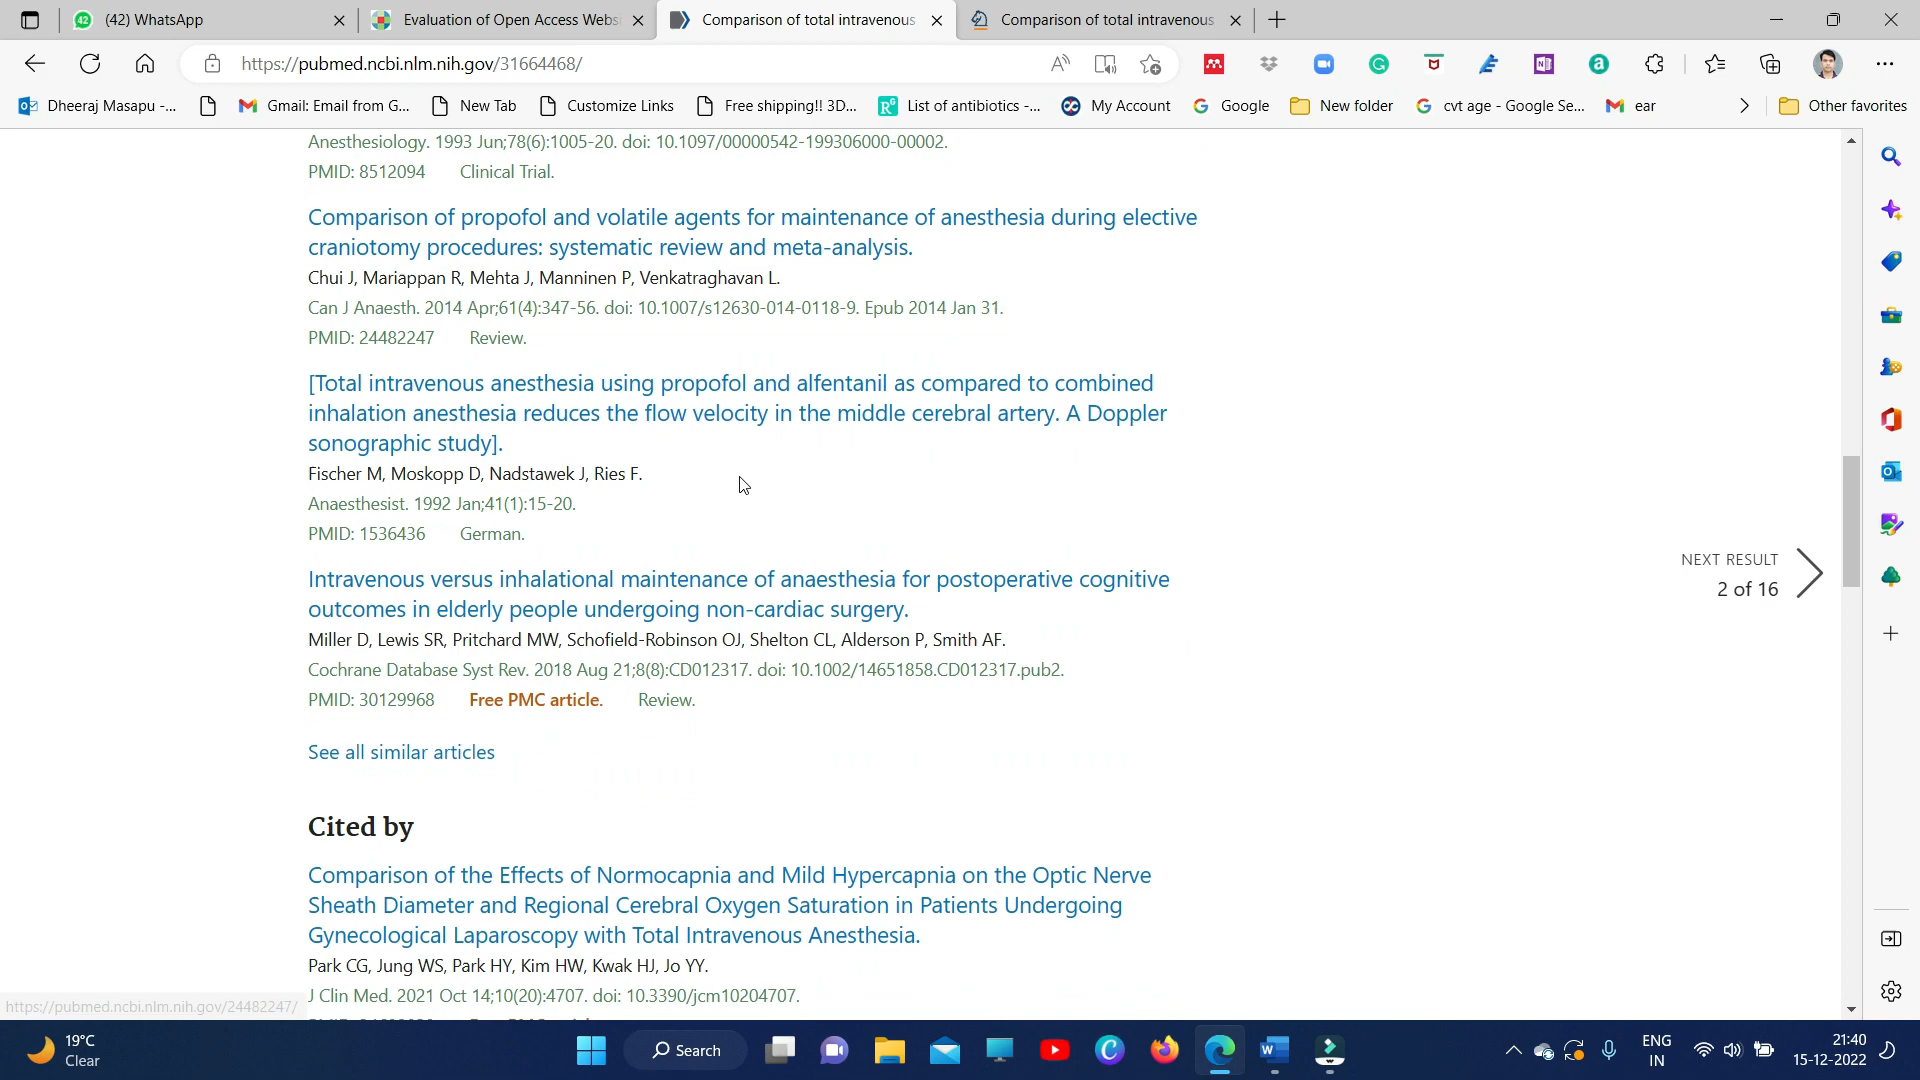 42
(42) WhatsApp
Evaluation of Open Access Webs
Comparison of total intravenous
Comparison of total intravenous
https://pubmed.ncbi.nlm.nih.gov/31664468/
Dheeraj Masapu -...
Gmail: Email from G...
New Tab
Customize Links
Free shipping!! 3D...
List of antibiotics -...
My Account
Google
New folder
cvt age - Google Se...
ear
Other favorites
Anesthesiology. 1993 Jun;78(6):1005-20. doi: 10.1097/00000542-199306000-00002.
PMID: 8512094 Clinical Trial.
Comparison of propofol and volatile agents for maintenance of anesthesia during elective
craniotomy procedures: systematic review and meta-analysis.
Chui J, Mariappan R, Mehta J, Manninen P, Venkatraghavan L.
Can J Anaesth. 2014 Apr;61(4):347-56. doi: 10.1007/s12630-014-0118-9. Epub 2014 Jan 31.
PMID: 24482247 Review.
[Total intravenous anesthesia using propofol and alfentanil as compared to combined
inhalation anesthesia reduces the flow velocity in the middle cerebral artery. A Doppler
sonographic study].
Fischer M, Moskopp D, Nadstawek J, Ries F.
Anaesthesist. 1992 Jan;41(1):15-20.
PMID: 1536436 German.
NEXT RESULT
2 of 16
Intravenous versus inhalational maintenance of anaesthesia for postoperative cognitive
outcomes in elderly people undergoing non-cardiac surgery.
Miller D, Lewis SR, Pritchard MW, Schofield-Robinson OJ, Shelton CL, Alderson P, Smith AF.
Cochrane Database Syst Rev. 2018 Aug 21;8(8):CD012317. doi: 10.1002/14651858.CD012317.pub2.
PMID: 30129968 Free PMC article. Review.
See all similar articles
Cited by
Comparison of the Effects of Normocapnia and Mild Hypercapnia on the Optic Nerve
Sheath Diameter and Regional Cerebral Oxygen Saturation in Patients Undergoing
Gynecological Laparoscopy with Total Intravenous Anesthesia.
Park CG, Jung WS, Park HY, Kim HW, Kwak HJ, Jo YY.
J Clin Med. 2021 Oct 14;10(20):4707. doi: 10.3390/jcm10204707.
https://pubmed.ncbi.nlm.nih.gov/24482247/
19°C
Clear
Search
ENG
IN
21:40
15-12-2022